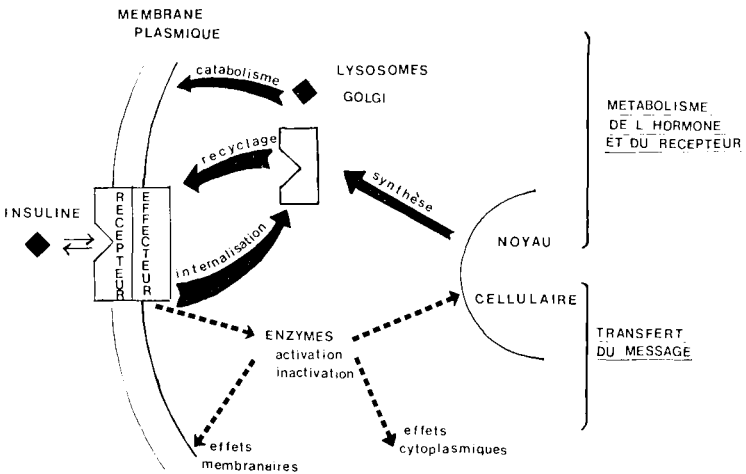 MEMBRANE
PLASMIQUE
catabolisme
LYSOSOMES
GOLGI
METABOLISME
DE L HORMONE
ET DU RECEPTEUR
recyclage
synthèse
INSULINE
RECEPTEUR
EFFECTEUR
internalisation
NOYAU
CELLULAIRE
ENZYMES
activation
inactivation
TRANSFERT
DU MESSAGE
effets
membranaires
effets
cytoplasmiques